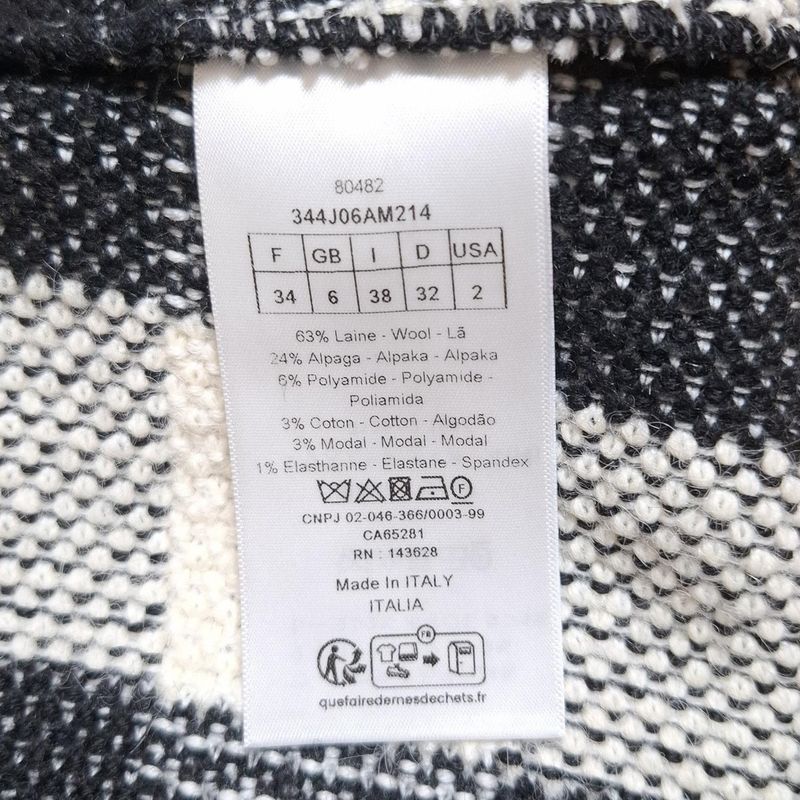 80482
344J06AM214
F GB I D USA
34 6 38 32 2
63% Laine - Wool - Lã
24% Alpaga - Alpaka - Alpaka
6% Polyamide - Polyamide -
Poliamida
3% Coton - Cotton - Algodão
3% Modal - Modal - Modal
1% Elasthanne - Elastane - Spandex
F
CNPJ 02-046-366/0003-99
CA65281
RN : 143628
Made In ITALY
ITALIA
FR
quefairedemesdechets.fr